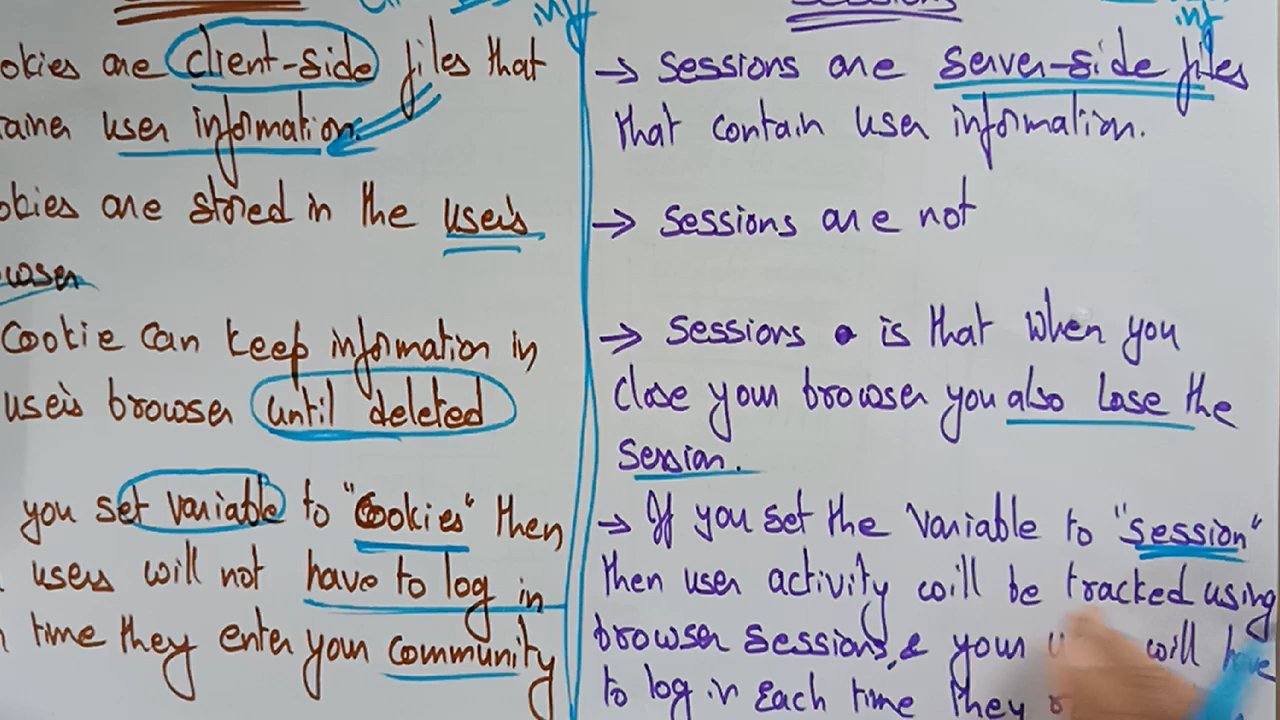 okies are client-side files that
tained user information.
okies are stored in the user's
owser
Cookie can keep information in
user's browser until deleted
you set variable to "Cookies" then
users will not have to log in
time they enter your community
inf
→ Sessions are server-side files
that contain user information.
→ Sessions are not
→ Sessions is that when you
close your browser you also lose the
Session.
→ If you set the variable to "session"
then user activity will be tracked using
browser sessions, & your will have
to log in each time they